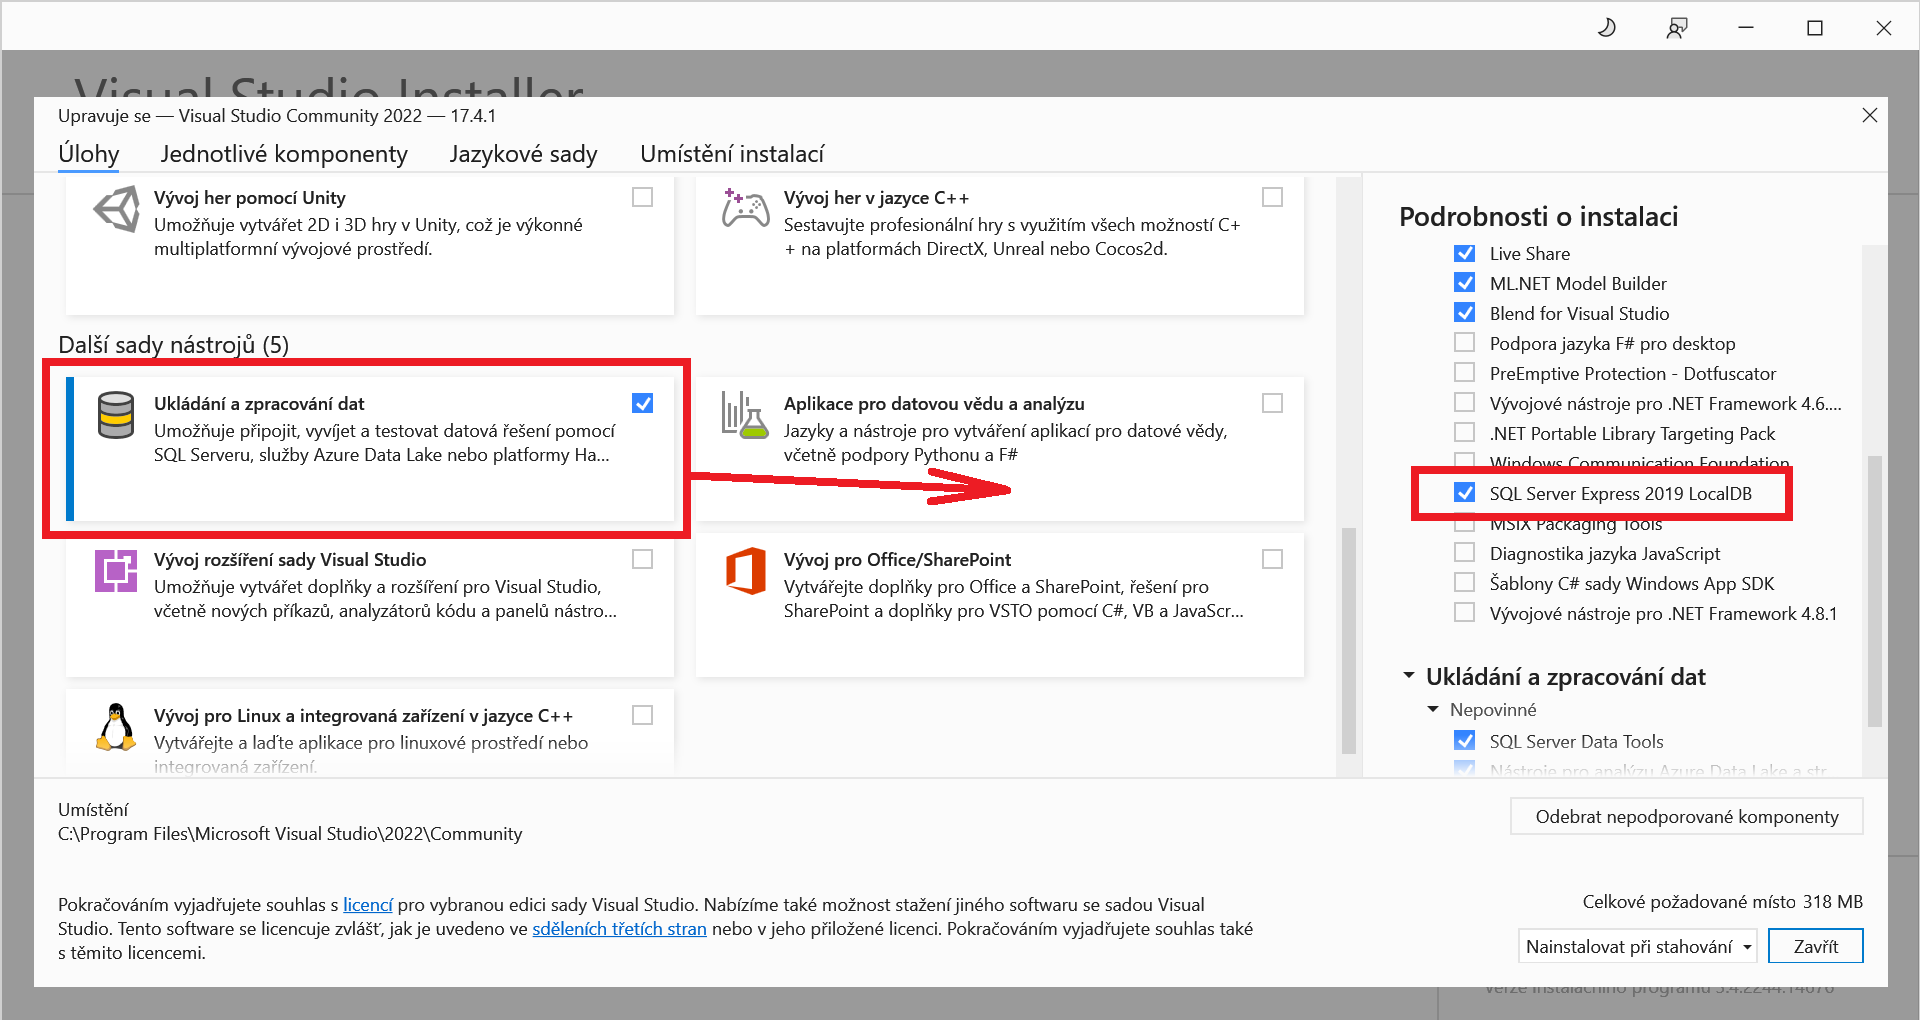 Visual Studio Installer
Upravuje se — Visual Studio Community 2022 — 17.4.1
Úlohy
Jednotlivé komponenty
Jazykové sady
Umístění instalací
Vývoj her pomocí Unity
Umožňuje vytvářet 2D i 3D hry v Unity, což je výkonné
multiplatformní vývojové prostředí.
Vývoj her v jazyce C++
Sestavujte profesionální hry s využitím všech možností C+
+ na platformách DirectX, Unreal nebo Cocos2d.
Další sady nástrojů (5)
Ukládání a zpracování dat
Umožňuje připojit, vyvíjet a testovat datová řešení pomocí
SQL Serveru, služby Azure Data Lake nebo platformy Ha...
Aplikace pro datovou vědu a analýzu
Jazyky a nástroje pro vytváření aplikací pro datové vědy,
včetně podpory Pythonu a F#
Vývoj rozšíření sady Visual Studio
Umožňuje vytvářet doplňky a rozšíření pro Visual Studio,
včetně nových příkazů, analyzátorů kódu a panelů nástro...
Vývoj pro Office/SharePoint
Vytvářejte doplňky pro Office a SharePoint, řešení pro
SharePoint a doplňky pro VSTO pomocí C#, VB a JavaScr...
Vývoj pro Linux a integrovaná zařízení v jazyce C++
Vytvářejte a laďte aplikace pro linuxové prostředí nebo
integrovaná zařízení.
Podrobnosti o instalaci
Live Share
ML.NET Model Builder
Blend for Visual Studio
Podpora jazyka F# pro desktop
PreEmptive Protection - Dotfuscator
Vývojové nástroje pro .NET Framework 4.6....
.NET Portable Library Targeting Pack
Windows Communication Foundation
SQL Server Express 2019 LocalDB
MSIX Packaging Tools
Diagnostika jazyka JavaScript
Šablony C# sady Windows App SDK
Vývojové nástroje pro .NET Framework 4.8.1
Ukládání a zpracování dat
Nepovinné
SQL Server Data Tools
Nástroje pro analýzu Azure Data Lake a str
Umístění
C:\Program Files\Microsoft Visual Studio\2022\Community
Odebrat nepodporované komponenty
Pokračováním vyjadřujete souhlas s licencí pro vybranou edici sady Visual Studio. Nabízíme také možnost stažení jiného softwaru se sadou Visual
Studio. Tento software se licencuje zvlášť, jak je uvedeno ve sděleních třetích stran nebo v jeho přiložené licenci. Pokračováním vyjadřujete souhlas také
s těmito licencemi.
Celkové požadované místo 318 MB
Nainstalovat při stahování
Zavřít
Verze instalačního programu 3.4.2244.14676